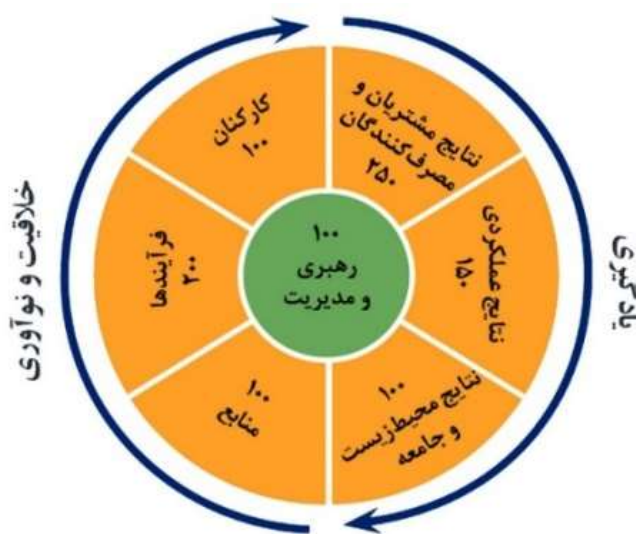 کارکنان
۱۰۰
نتایج مشتریان و
مصرف‌کنندگان
۲۵۰
فرآیندها
۲۰۰
۱۰۰
رهبری
و مدیریت
نتایج عملکردی
۱۵۰
۱۰۰
منابع
۱۰۰
نتایج محیط‌زیست
و جامعه
خلاقیت و نوآوری
یادگیری